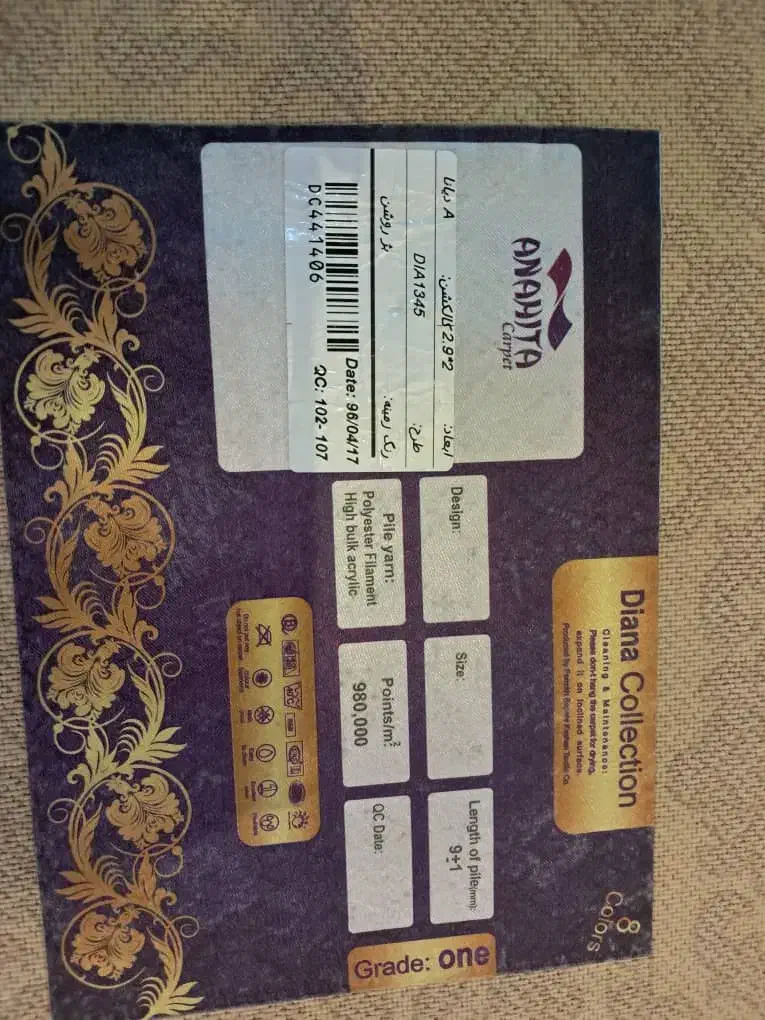 ANAHITA
Carpet
ابعاد: 2.9*2 کالکشن: دیانا A
طرح: DIA1345
رنگ زمینه: بژ روشن
Date: 96/04/17
DC441406
QC: 102-107
Diana Collection
Cleaning & Maintenance:
Please don't hang the carpet for drying,
expand it on inclined surface.
8
Colors
Design:
Size:
Length of pile(mm):
9±1
Pile yarn:
Polyester Filament
High bulk acrylic
Points/m²:
980,000
QC Date:
Grade: one